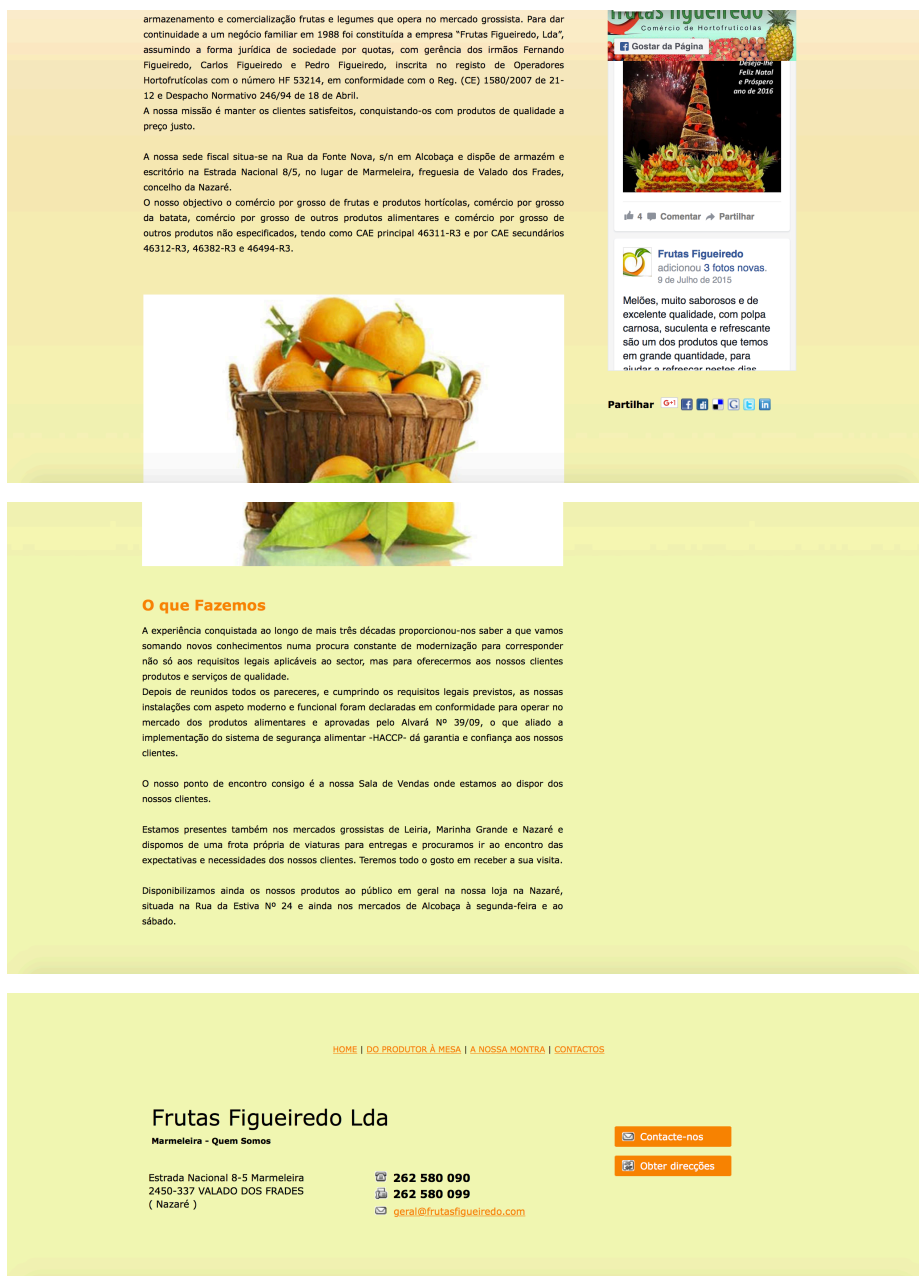 armazenamento e comercialização frutas e legumes que opera no mercado grossista. Para dar
continuidade a um negócio familiar em 1988 foi constituída a empresa “Frutas Figueiredo, Lda”,
assumindo a forma jurídica de sociedade por quotas, com gerência dos irmãos Fernando
Figueiredo, Carlos Figueiredo e Pedro Figueiredo, inscrita no registo de Operadores
Hortofrutícolas com o número HF 53214, em conformidade com o Reg. (CE) 1580/2007 de 21-
12 e Despacho Normativo 246/94 de 18 de Abril.
A nossa missão é manter os clientes satisfeitos, conquistando-os com produtos de qualidade a
preço justo.
A nossa sede fiscal situa-se na Rua da Fonte Nova, s/n em Alcobaça e dispõe de armazém e
escritório na Estrada Nacional 8/5, no lugar de Marmeleira, freguesia de Valado dos Frades,
concelho da Nazaré.
O nosso objectivo o comércio por grosso de frutas e produtos hortícolas, comércio por grosso
da batata, comércio por grosso de outros produtos alimentares e comércio por grosso de
outros produtos não especificados, tendo como CAE principal 46311-R3 e por CAE secundários
46312-R3, 46382-R3 e 46494-R3.
frutas figueiredo
Comércio de Hortofrutícolas
Gostar da Página
Deseja-lhe
Feliz Natal
e Próspero
ano de 2016
4 Comentar Partilhar
Frutas Figueiredo
adicionou 3 fotos novas.
9 de Julho de 2015
Melões, muito saborosos e de
excelente qualidade, com polpa
carnosa, suculenta e refrescante
são um dos produtos que temos
em grande quantidade, para
ajudar a refrescar nestes dias
Partilhar G+1
O que Fazemos
A experiência conquistada ao longo de mais três décadas proporcionou-nos saber a que vamos
somando novos conhecimentos numa procura constante de modernização para corresponder
não só aos requisitos legais aplicáveis ao sector, mas para oferecermos aos nossos clientes
produtos e serviços de qualidade.
Depois de reunidos todos os pareceres, e cumprindo os requisitos legais previstos, as nossas
instalações com aspeto moderno e funcional foram declaradas em conformidade para operar no
mercado dos produtos alimentares e aprovadas pelo Alvará Nº 39/09, o que aliado a
implementação do sistema de segurança alimentar -HACCP- dá garantia e confiança aos nossos
clientes.
O nosso ponto de encontro consigo é a nossa Sala de Vendas onde estamos ao dispor dos
nossos clientes.
Estamos presentes também nos mercados grossistas de Leiria, Marinha Grande e Nazaré e
dispomos de uma frota própria de viaturas para entregas e procuramos ir ao encontro das
expectativas e necessidades dos nossos clientes. Teremos todo o gosto em receber a sua visita.
Disponibilizamos ainda os nossos produtos ao público em geral na nossa loja na Nazaré,
situada na Rua da Estiva Nº 24 e ainda nos mercados de Alcobaça à segunda-feira e ao
sábado.
HOME | DO PRODUTOR À MESA | A NOSSA MONTRA | CONTACTOS
Frutas Figueiredo Lda
Marmeleira - Quem Somos
Estrada Nacional 8-5 Marmeleira
2450-337 VALADO DOS FRADES
( Nazaré )
262 580 090
262 580 099
geral@frutasfigueiredo.com
Contacte-nos
Obter direcções